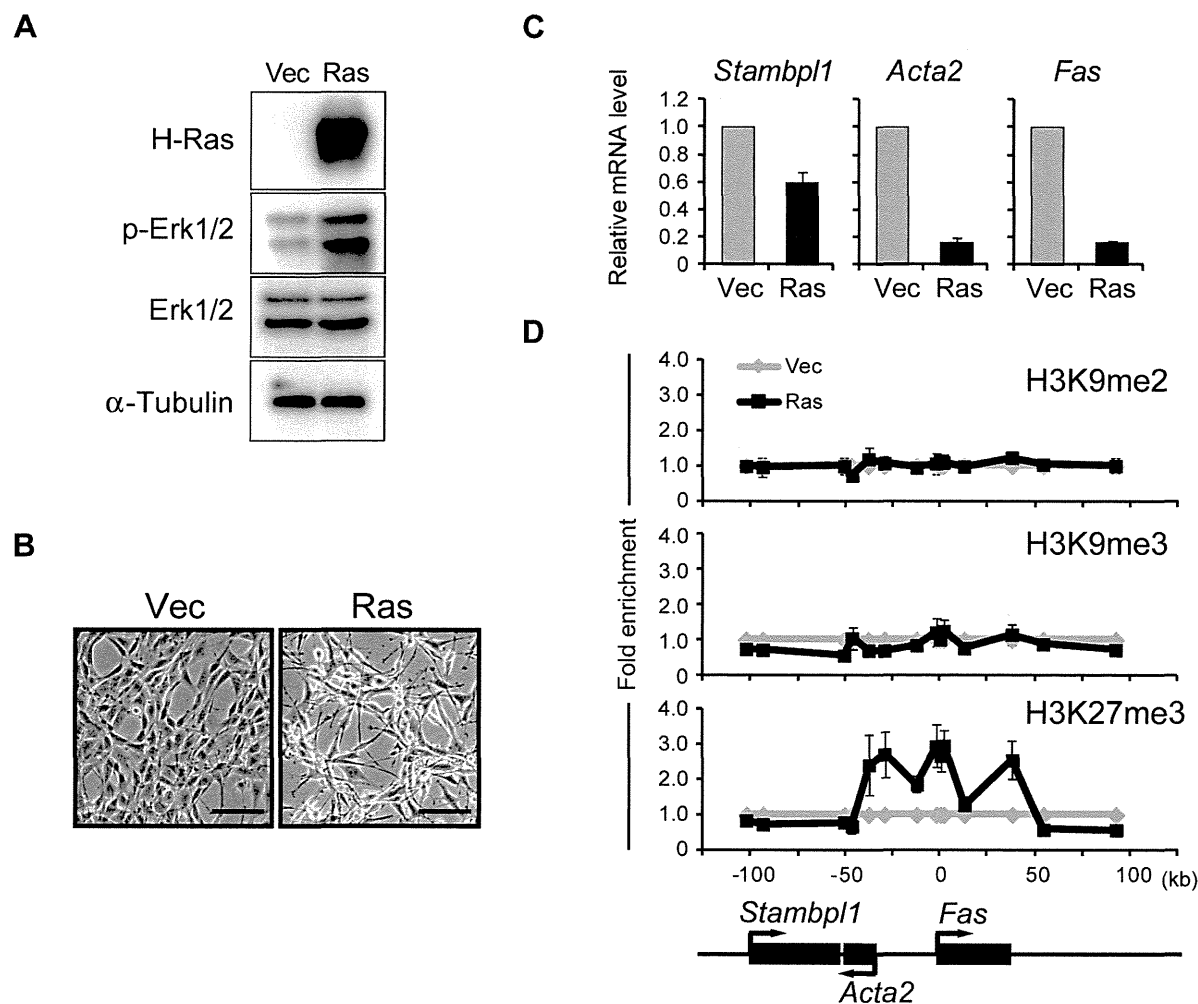 A
Vec Ras
H-Ras
p-Erk1/2
Erk1/2
α-Tubulin
B
Vec Ras
C
Stambpl1 Acta2 Fas
Relative mRNA level
1.2
1.0
0.8
0.6
0.4
0.2
0
Vec Ras Vec Ras Vec Ras
D
Fold enrichment
4.0
3.0
2.0
1.0
0
Vec
Ras
H3K9me2
4.0
3.0
2.0
1.0
0
H3K9me3
4.0
3.0
2.0
1.0
0
H3K27me3
-100 -50 0 50 100 (kb)
Stambpl1 Fas
Acta2